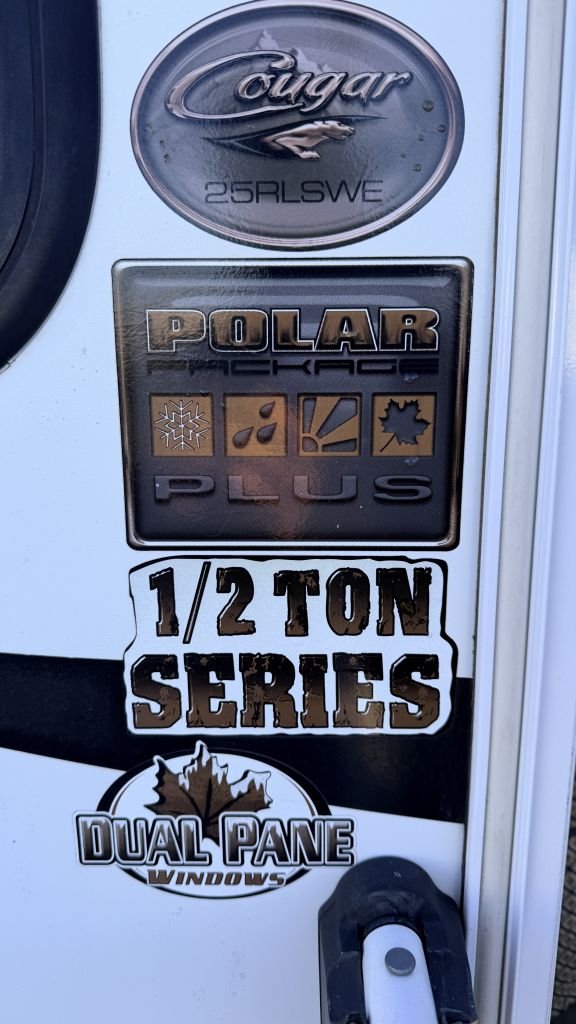 Cougar
25RLSWE
POLAR
PACKAGE
PLUS
1/2 TON
SERIES
DUAL PANE
WINDOWS